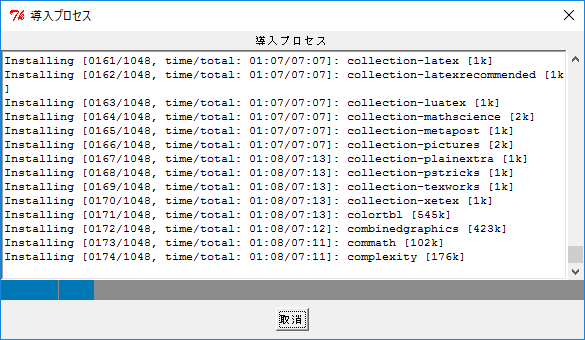 導入プロセス
導入プロセス
Installing [0161/1048, time/total: 01:07/07:07]: collection-latex [1k]
Installing [0162/1048, time/total: 01:07/07:07]: collection-latexrecommended [1k
]
Installing [0163/1048, time/total: 01:07/07:07]: collection-luatex [1k]
Installing [0164/1048, time/total: 01:07/07:07]: collection-mathscience [2k]
Installing [0165/1048, time/total: 01:07/07:07]: collection-metapost [1k]
Installing [0166/1048, time/total: 01:07/07:07]: collection-pictures [2k]
Installing [0167/1048, time/total: 01:08/07:13]: collection-plainextra [1k]
Installing [0168/1048, time/total: 01:08/07:13]: collection-pstricks [1k]
Installing [0169/1048, time/total: 01:08/07:13]: collection-texworks [1k]
Installing [0170/1048, time/total: 01:08/07:13]: collection-xetex [1k]
Installing [0171/1048, time/total: 01:08/07:13]: colortbl [545k]
Installing [0172/1048, time/total: 01:08/07:12]: combinedgraphics [423k]
Installing [0173/1048, time/total: 01:08/07:11]: commath [102k]
Installing [0174/1048, time/total: 01:08/07:11]: complexity [176k]
取消